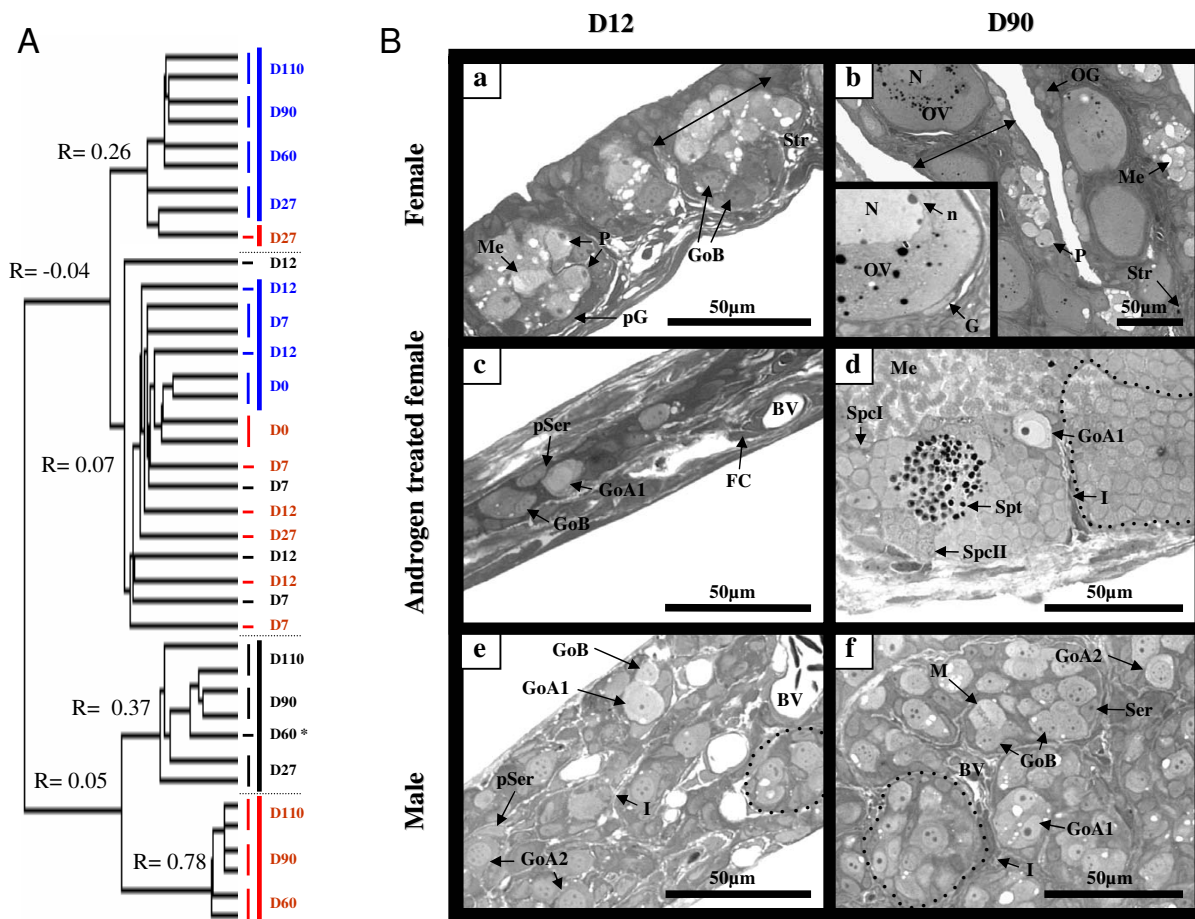 A
D110
D90
R= 0.26
D60
D27
D27
D12
R= -0.04
D12
D7
D12
D0
D0
R= 0.07
D7
D7
D12
D27
D12
D12
D7
D7
D110
R= 0.37
D90
D60 *
R= 0.05
D27
D110
R= 0.78
D90
D60
B
D12
D90
Female
a
Str
GoB
Me
P
pG
50µm
b
N
OV
OG
Me
P
Str
N
n
OV
G
50µm
Androgen treated female
c
BV
pSer
GoA1
FC
GoB
50µm
d
Me
SpcI
GoA1
I
Spt
SpcII
50µm
Male
e
GoB
GoA1
BV
pSer
I
GoA2
50µm
f
GoA2
M
Ser
GoB
BV
GoA1
I
50µm